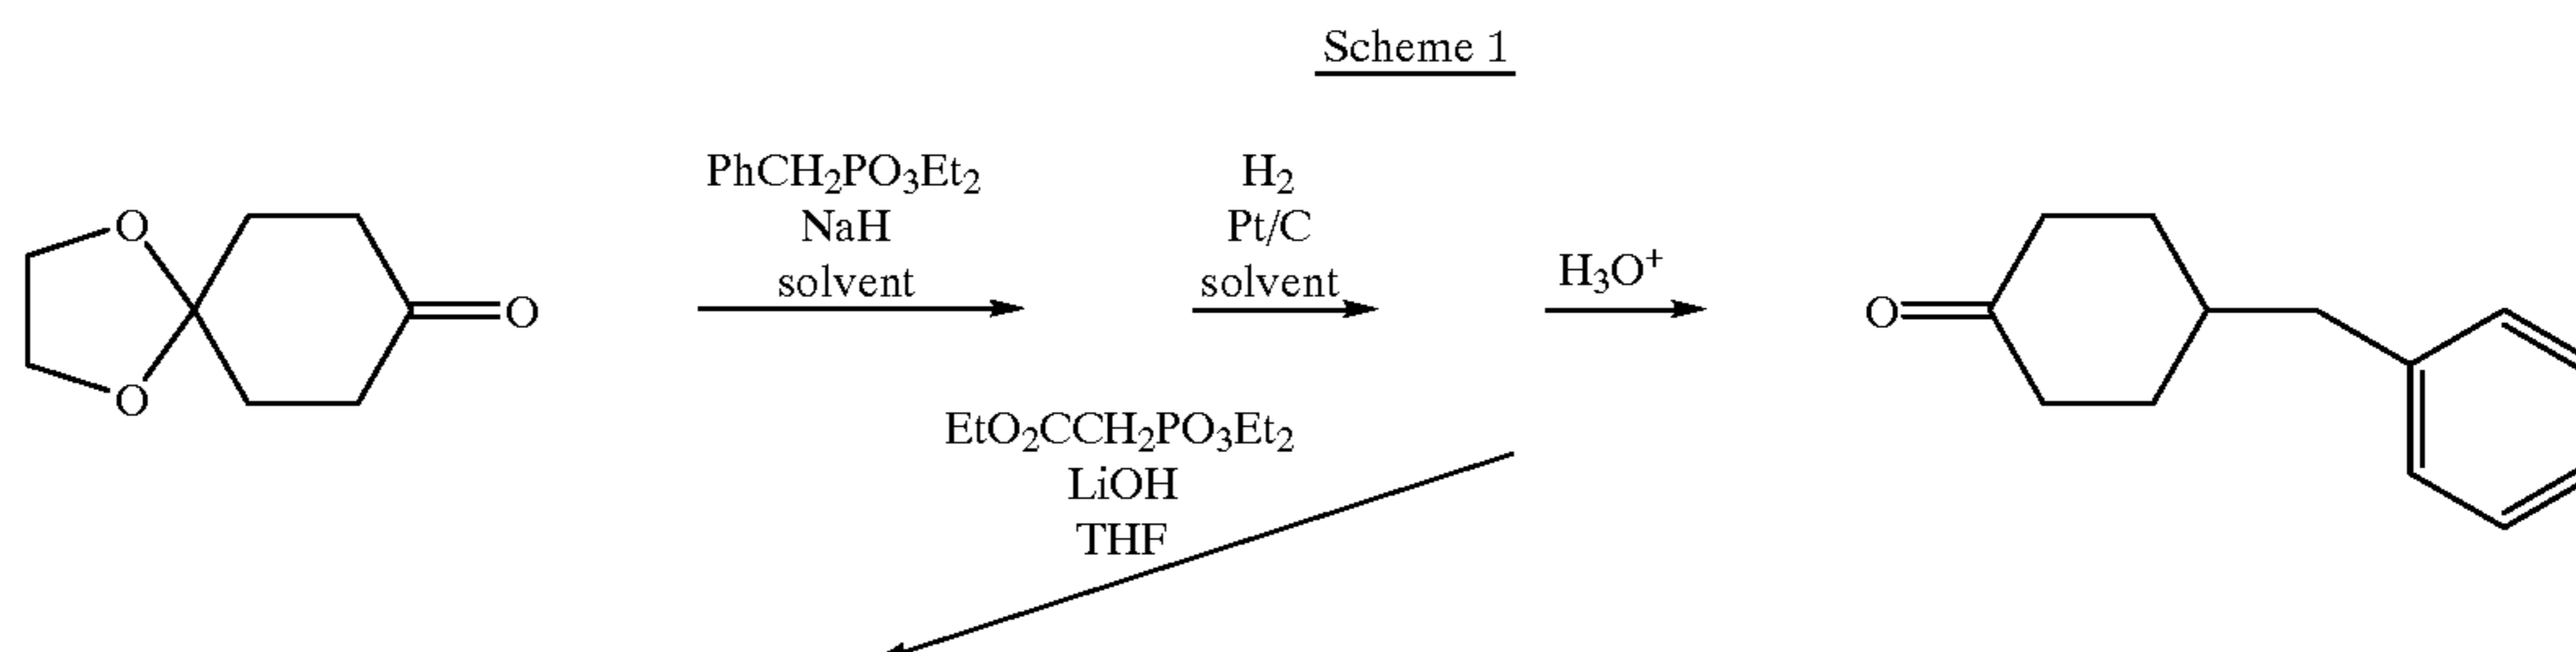 Scheme 1
PhCH2PO3Et2
NaH
solvent
H2
Pt/C
solvent
H3O+
O
O
O
O
EtO2CCH2PO3Et2
LiOH
THF